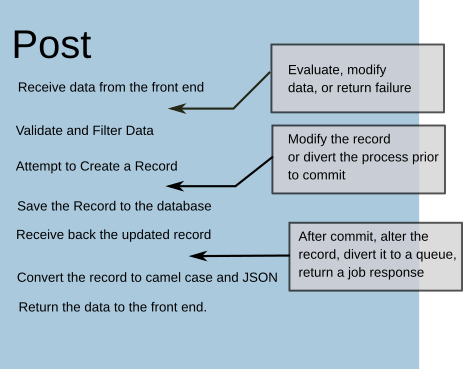 Post
Receive data from the front end
Evaluate, modify
data, or return failure
Validate and Filter Data
Modify the record
or divert the process prior
to commit
Attempt to Create a Record
Save the Record to the database
Receive back the updated record
After commit, alter the
record, divert it to a queue,
return a job response
Convert the record to camel case and JSON
Return the data to the front end.